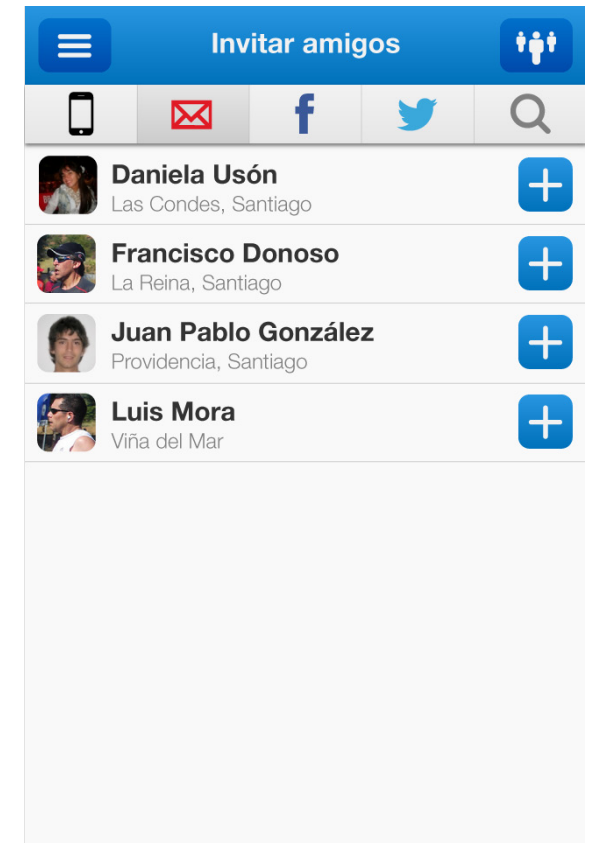 Invitar amigos
Daniela Usón
Las Condes, Santiago
Francisco Donoso
La Reina, Santiago
Juan Pablo González
Providencia, Santiago
Luis Mora
Viña del Mar